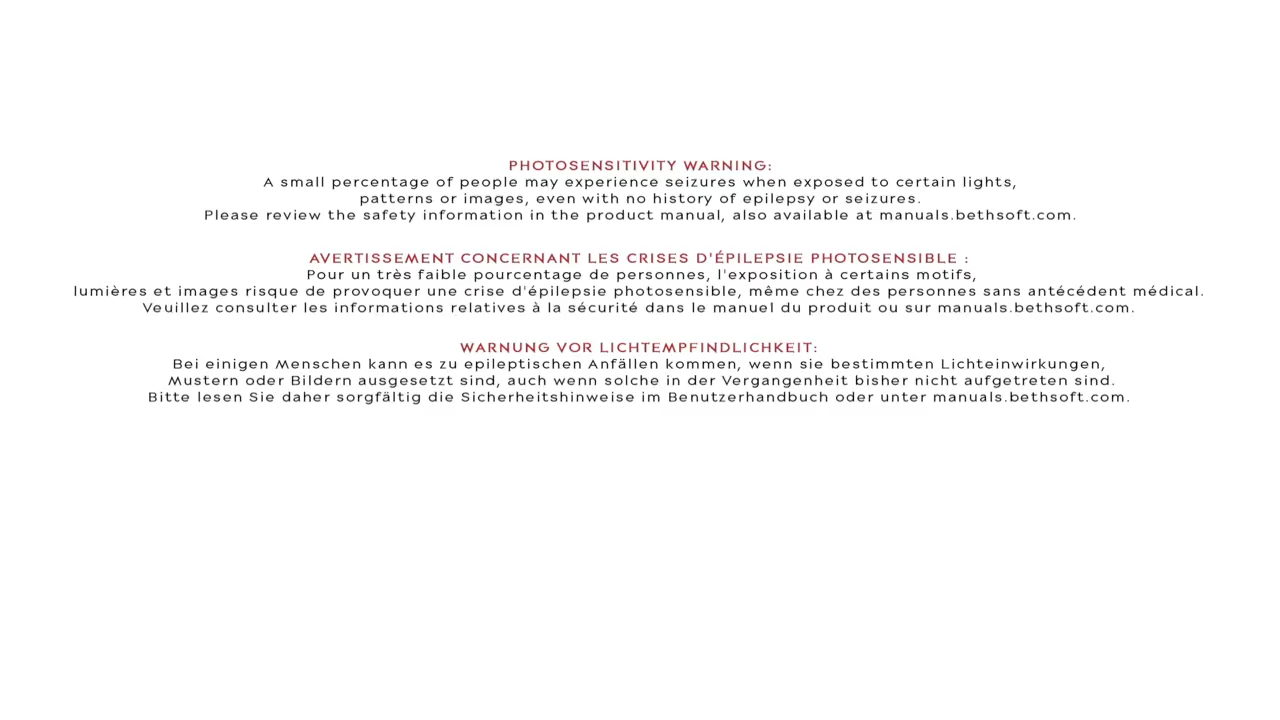 PHOTOSENSITIVITY WARNING:
A small percentage of people may experience seizures when exposed to certain lights,
patterns or images, even with no history of epilepsy or seizures.
Please review the safety information in the product manual, also available at manuals.bethsoft.com.
AVERTISSEMENT CONCERNANT LES CRISES D'ÉPILEPSIE PHOTOSENSIBLE :
Pour un très faible pourcentage de personnes, l'exposition à certains motifs,
lumières et images risque de provoquer une crise d'épilepsie photosensible, même chez des personnes sans antécédent médical.
Veuillez consulter les informations relatives à la sécurité dans le manuel du produit ou sur manuals.bethsoft.com.
WARNUNG VOR LICHTEMPFINDLICHKEIT:
Bei einigen Menschen kann es zu epileptischen Anfällen kommen, wenn sie bestimmten Lichteinwirkungen,
Mustern oder Bildern ausgesetzt sind, auch wenn solche in der Vergangenheit bisher nicht aufgetreten sind.
Bitte lesen Sie daher sorgfältig die Sicherheitshinweise im Benutzerhandbuch oder unter manuals.bethsoft.com.